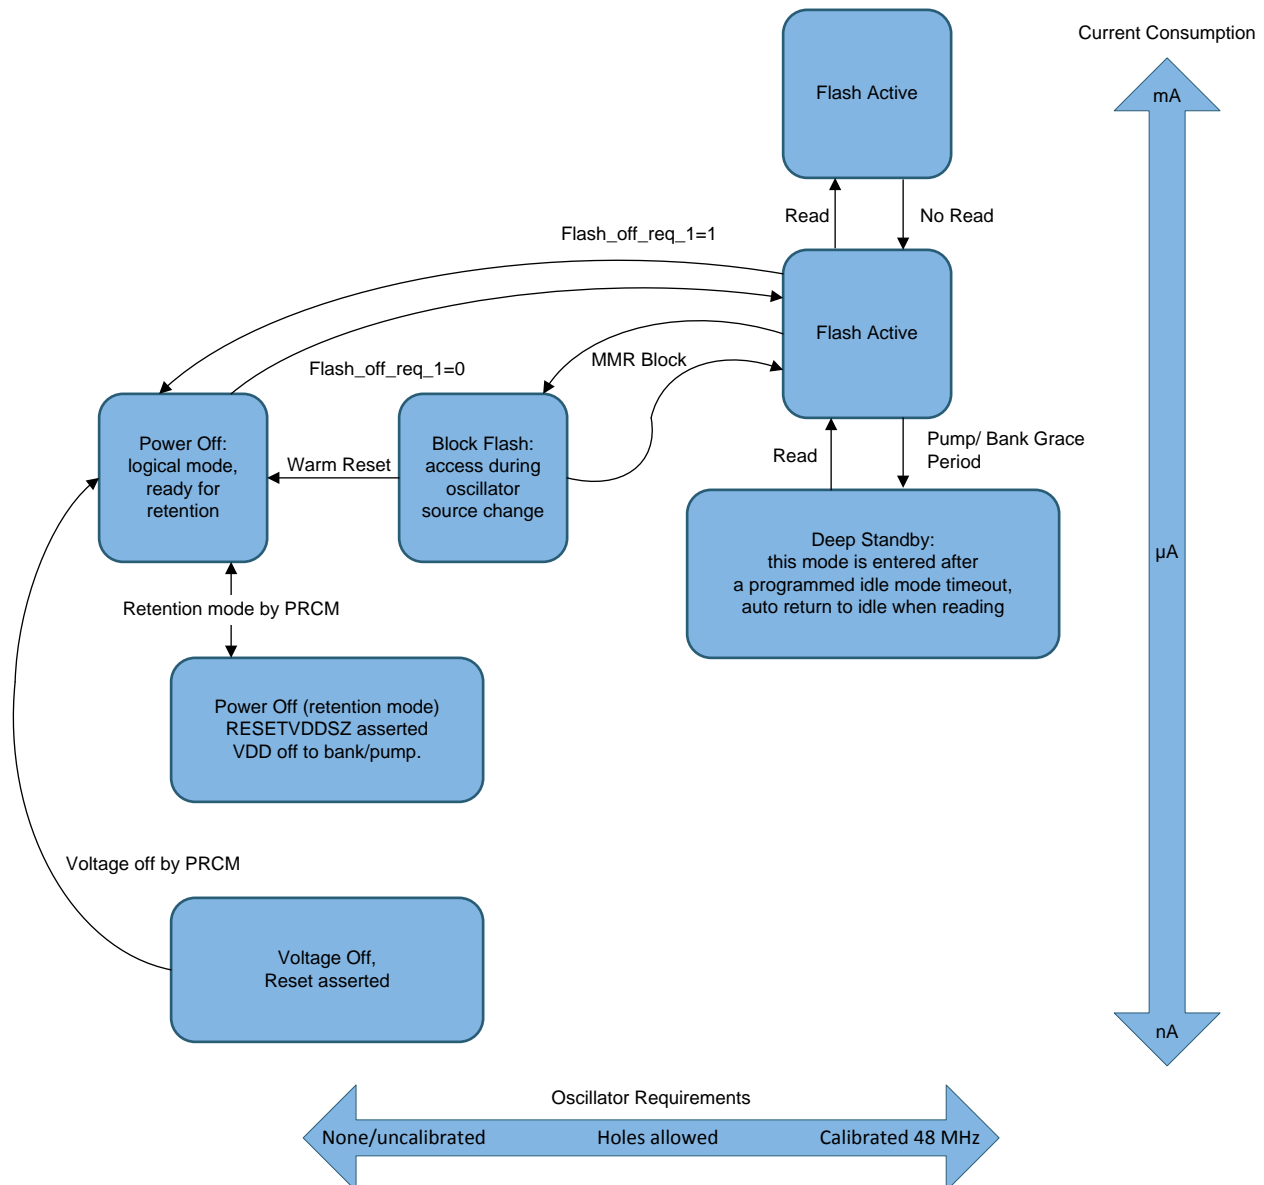 Current Consumption
mA
Flash Active
Read
No Read
Flash_off_req_1=1
Flash Active
MMR Block
Flash_off_req_1=0
Power Off:
logical mode,
ready for
retention
Warm Reset
Block Flash:
access during
oscillator
source change
Read
Pump/ Bank Grace
Period
Deep Standby:
this mode is entered after
a programmed idle mode timeout,
auto return to idle when reading
µA
Retention mode by PRCM
Power Off (retention mode)
RESETVDDSZ asserted
VDD off to bank/pump.
Voltage off by PRCM
Voltage Off,
Reset asserted
nA
Oscillator Requirements
None/uncalibrated
Holes allowed
Calibrated 48 MHz